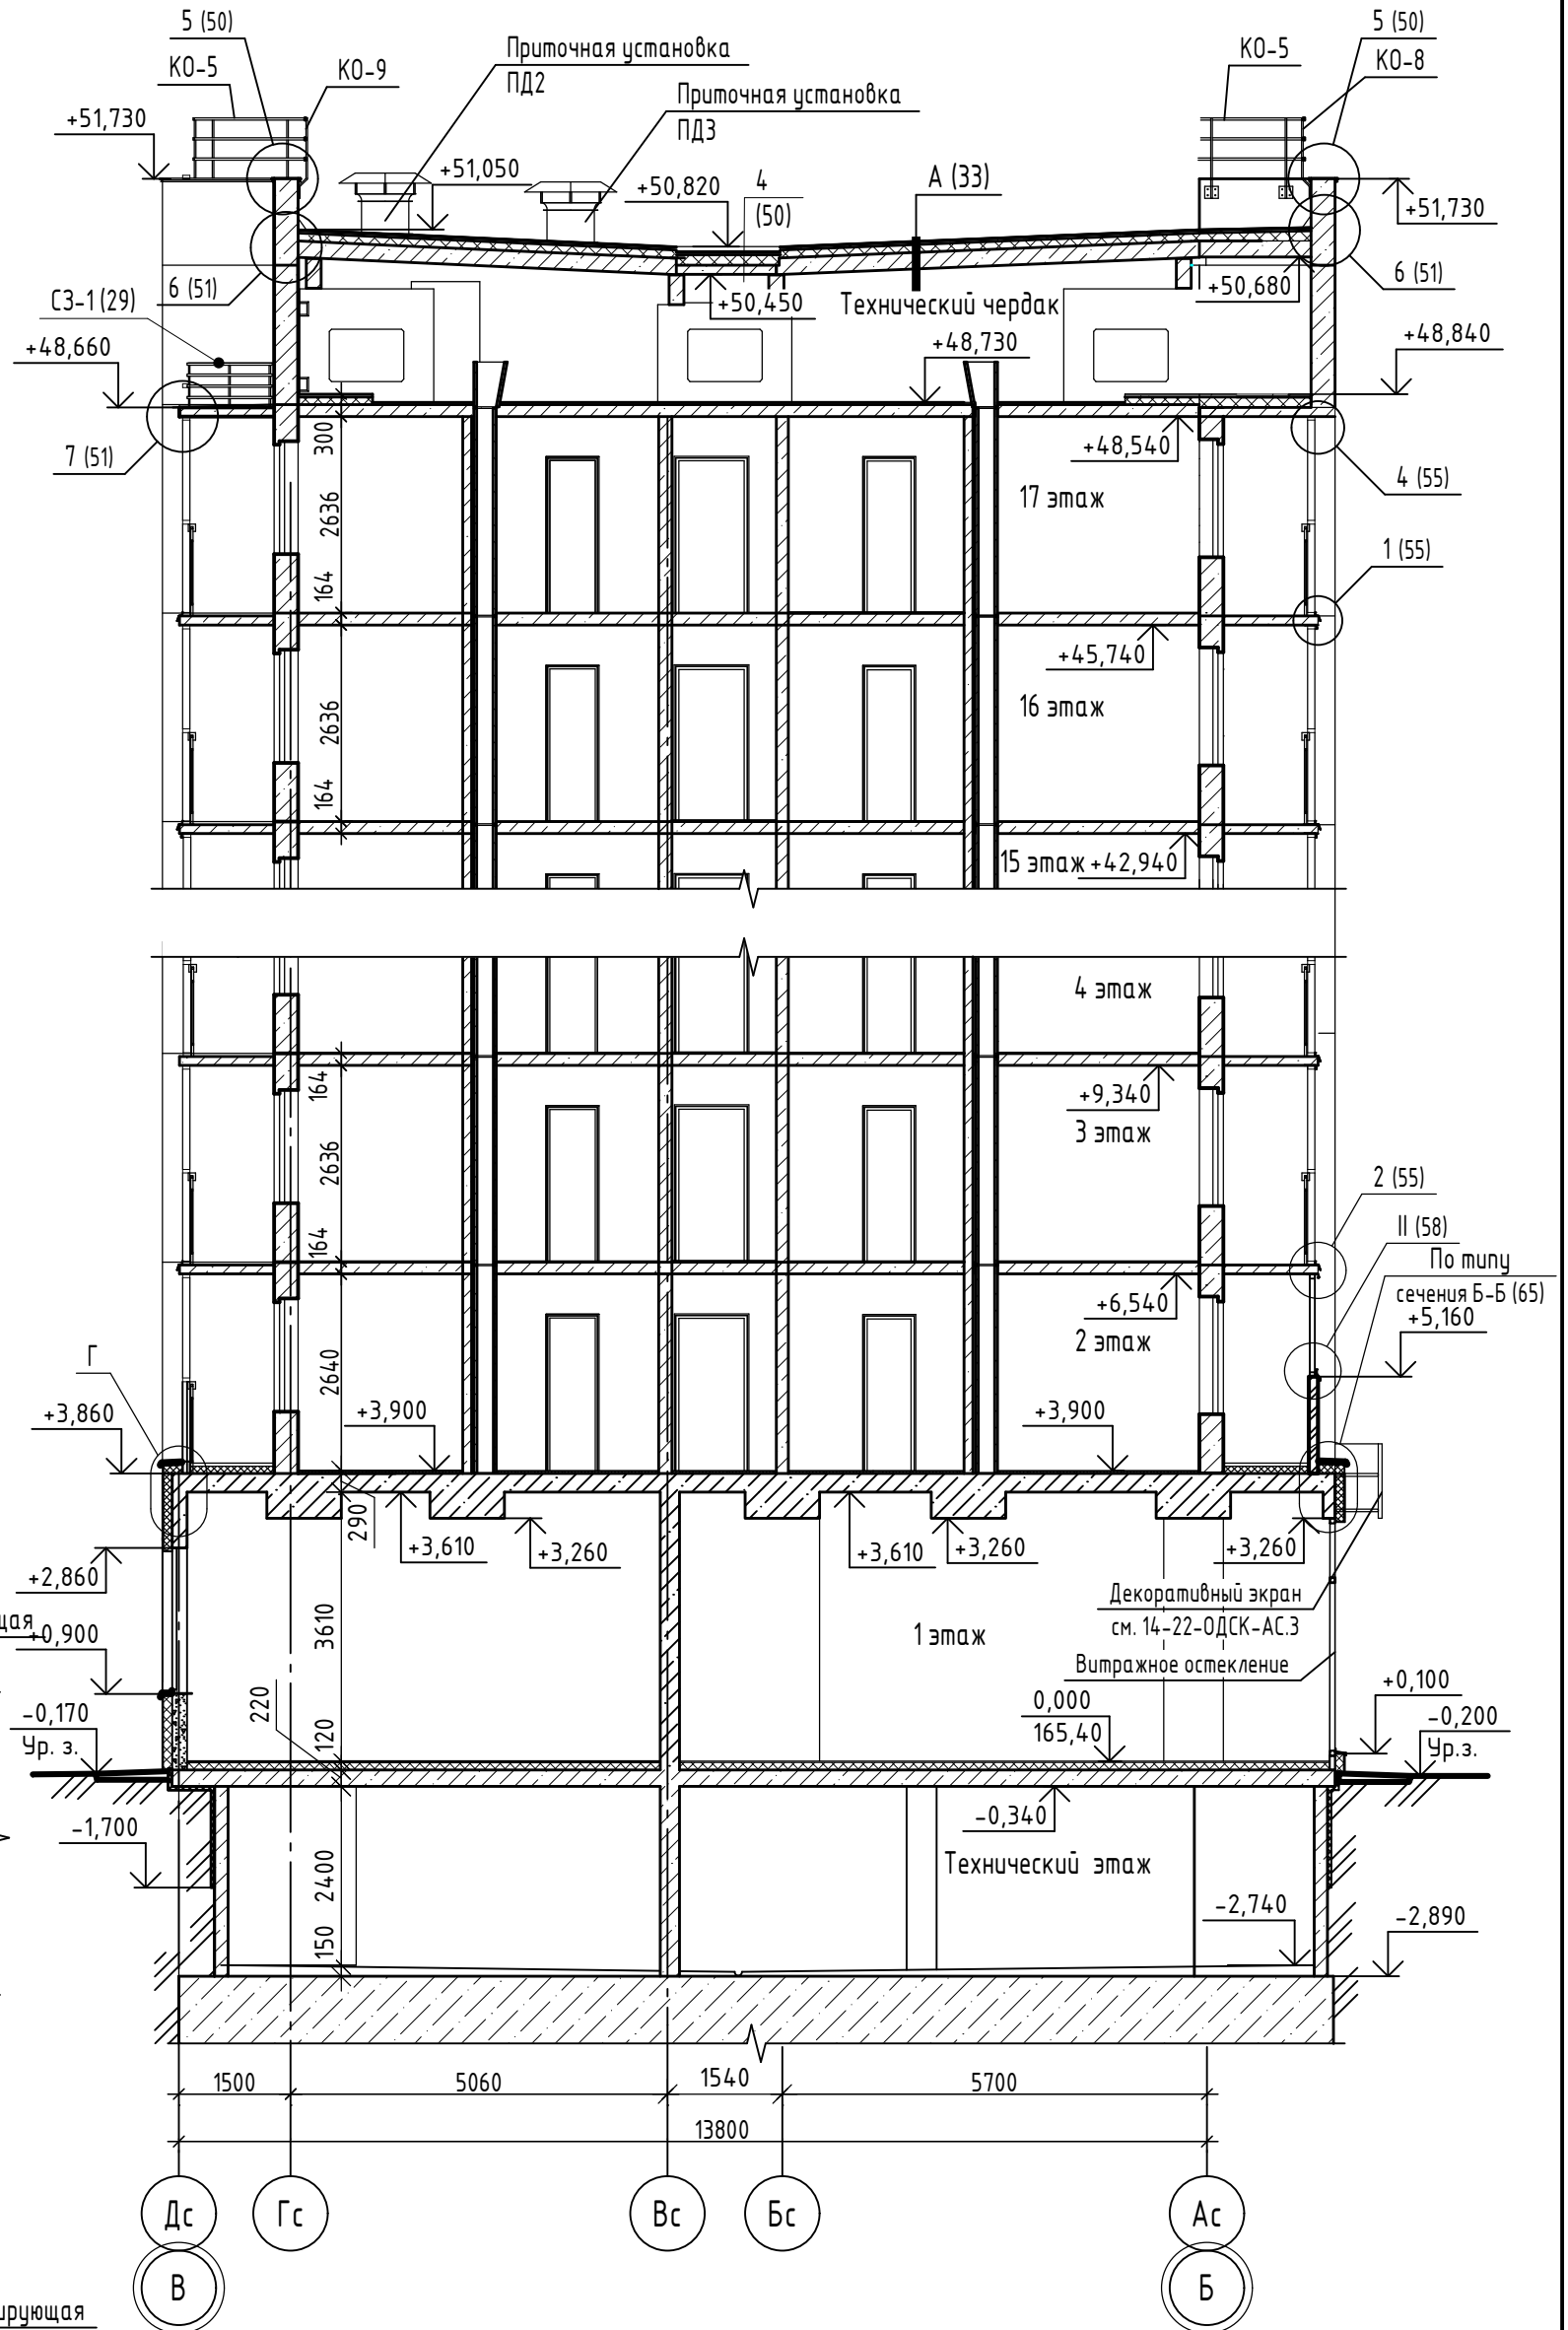 5 (50)
КО-5
КО-9
Приточная установка
ПД2
Приточная установка
ПД3
КО-5
5 (50)
КО-8
+51,730
+51,050
+50,820
4
(50)
А (33)
+51,730
6 (51)
СЗ-1 (29)
+48,660
+50,450
Технический чердак
+50,680
6 (51)
+48,730
+48,840
7 (51)
300
+48,540
4 (55)
17 этаж
2636
1 (55)
164
+45,740
16 этаж
2636
164
15 этаж
+42,940
4 этаж
164
+9,340
3 этаж
2636
2 (55)
II (58)
По типу
сечения Б-Б (65)
164
+6,540
2 этаж
+5,160
Г
2640
+3,860
+3,900
+3,900
290
+3,610
+3,260
+3,610
+3,260
+3,260
+2,860
Декоративный экран
см. 14-22-ОДСК-АС.3
щая
+0,900
3610
1 этаж
Витражное остекление
+0,100
220
0,000
165,40
-0,170
Ур. з.
120
-0,200
Ур.з.
-1,700
-0,340
Технический этаж
2400
-2,740
-2,890
150
1500
5060
1540
5700
13800
Дс
Гс
Вс
Бс
Ас
В
Б
ирующая